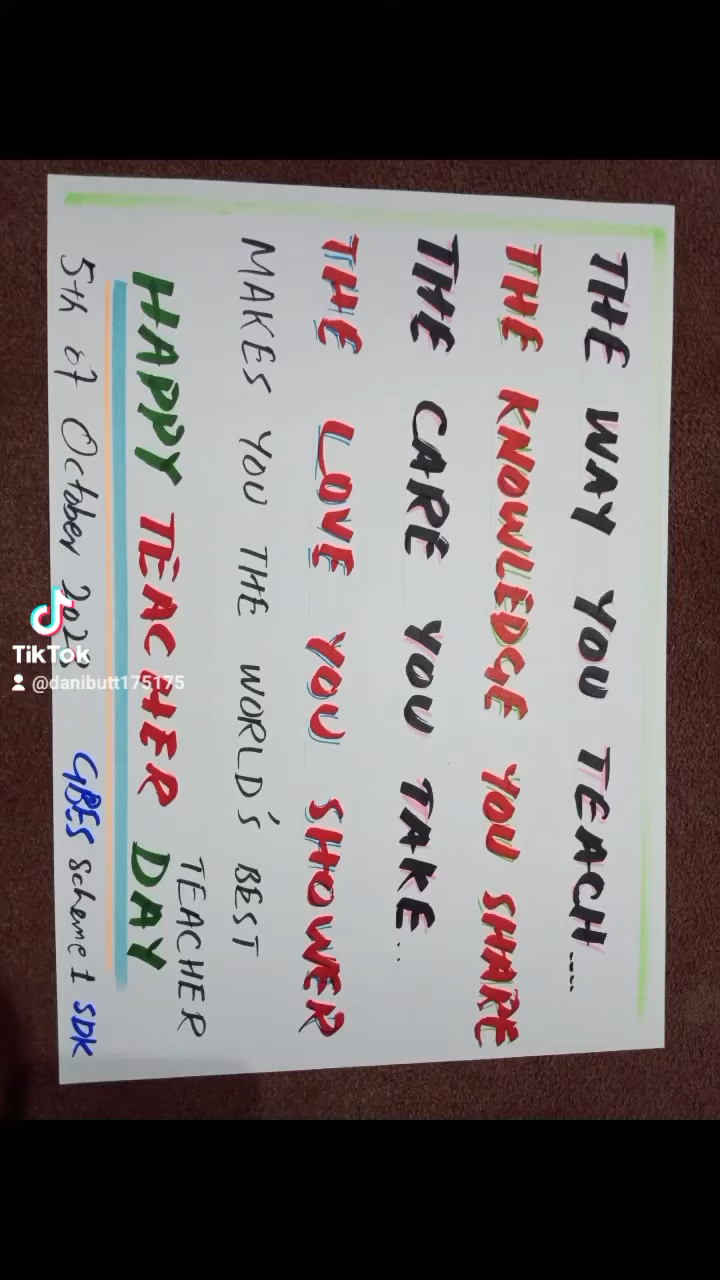 THE WAY YOU TEACH.....
THE KNOWLEDGE YOU SHARE
THE CARE YOU TAKE..
THE LOVE YOU SHOWER
MAKES YOU THE WORLD'S BEST
TEACHER
HAPPY TEACHER DAY
5th of October 2023 GBES Scheme 1 SDK
TikTok
@danibutt175175